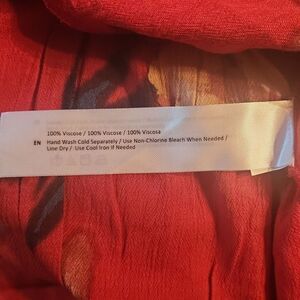 100% Viscose / 100% Viscose / 100% Viscosa
EN Hand Wash Cold Separately / Use Non-Chlorine Bleach When Needed /
Line Dry / Use Cool Iron If Needed